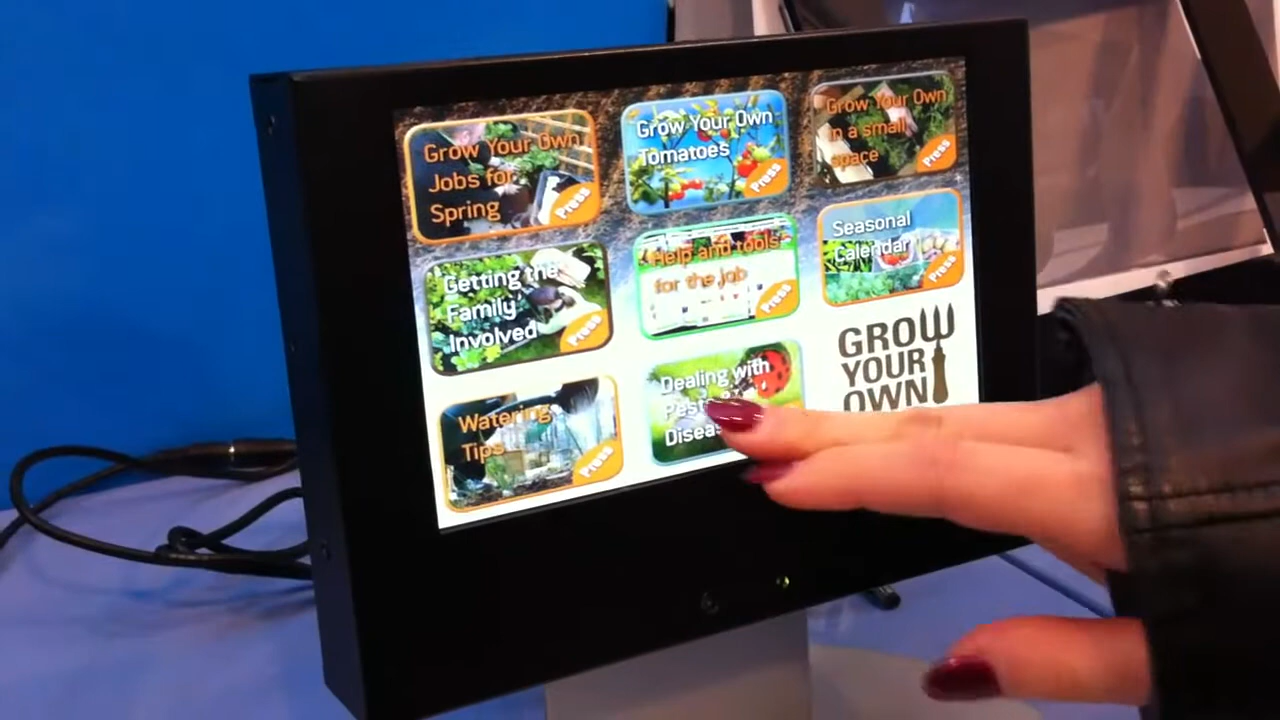 Grow Your Own
Jobs for
Spring
Press
Grow Your Own
Tomatoes
Press
Grow Your Own
in a small
space
Press
Getting the
Family
Involved
Press
Help and tools
for the job
Press
Seasonal
Calendar
Press
Watering
Tips
Press
Dealing with
GROW
YOUR
OWN